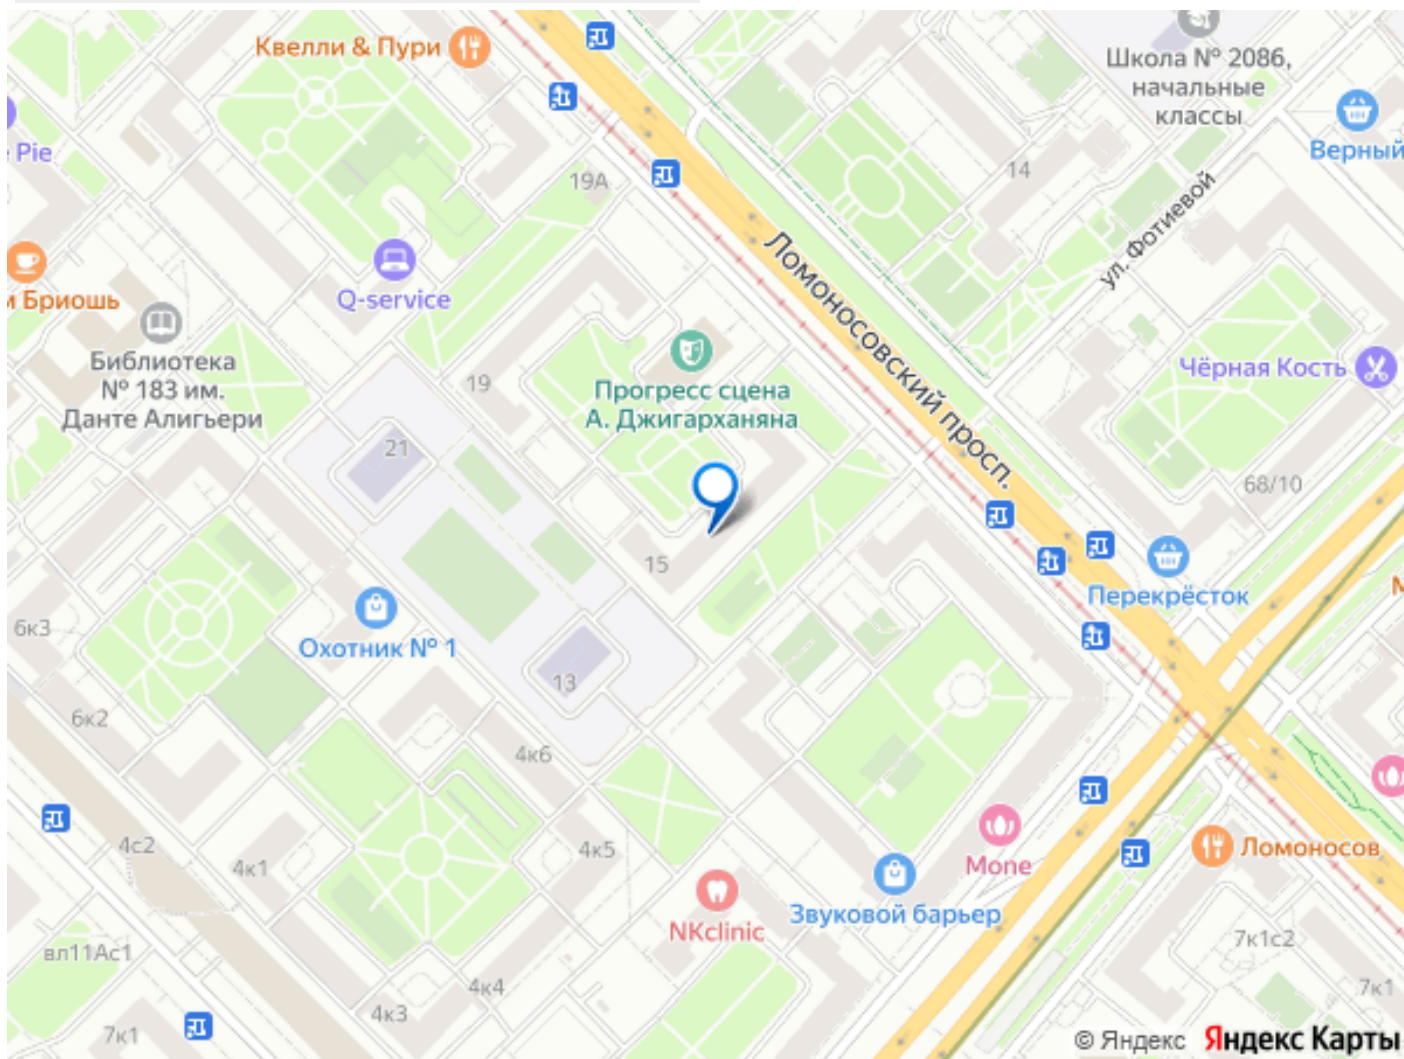 Квелли & Пури
Школа № 2086,
начальные
классы
Верный
Pie
19А
14
ул. Фотиевой
Ломоносовский просп.
Q-service
и Бриошь
Библиотека
№ 183 им.
Данте Алигьери
19
Прогресс сцена
А. Джигарханяна
Чёрная Кость
21
68/10
15
Перекрёсток
6к3
Охотник № 1
13
6к2
4к6
4с2
4к1
4к5
Mone
Ломоносов
NKclinic
Звуковой барьер
вл11Ас1
7к1с2
4к4
7к1
4к3
7к1
© Яндекс Яндекс Карты